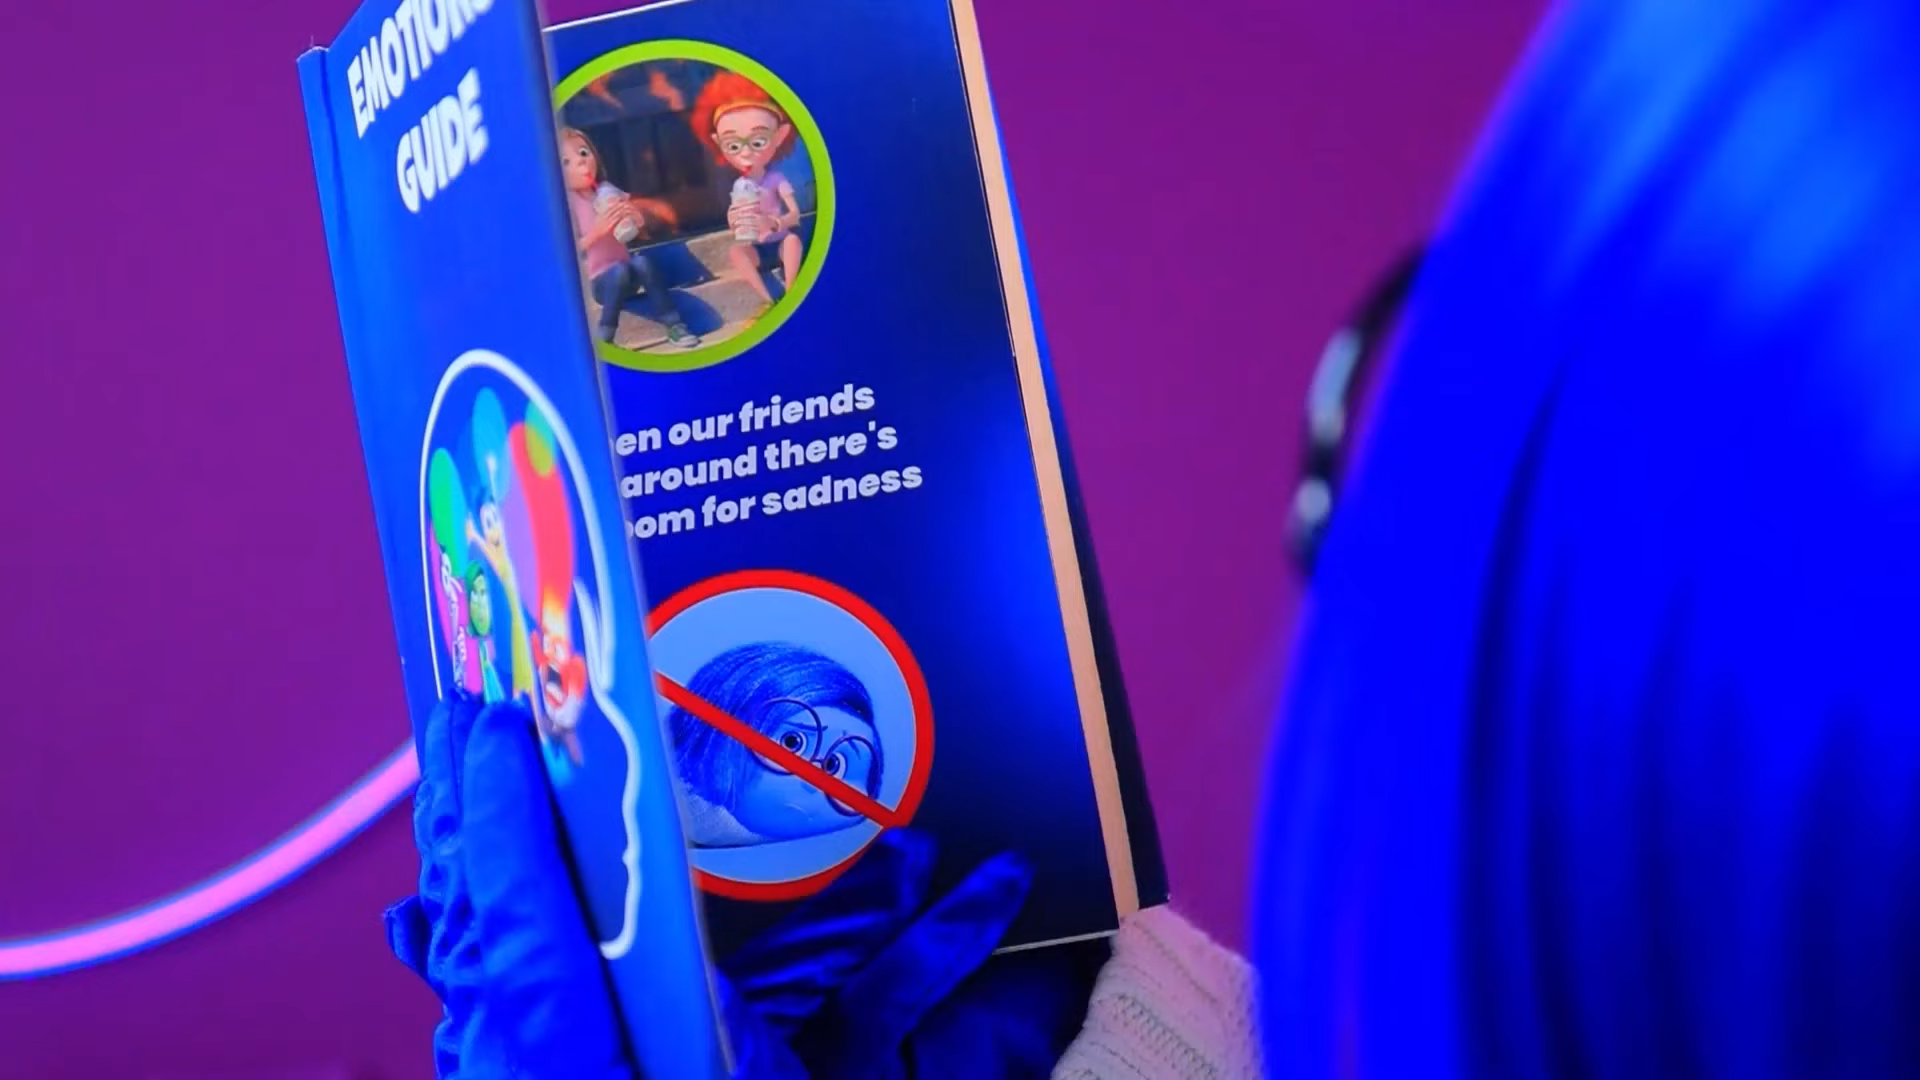 EMOTIONS
GUIDE
en our friends
around there's
oom for sadness